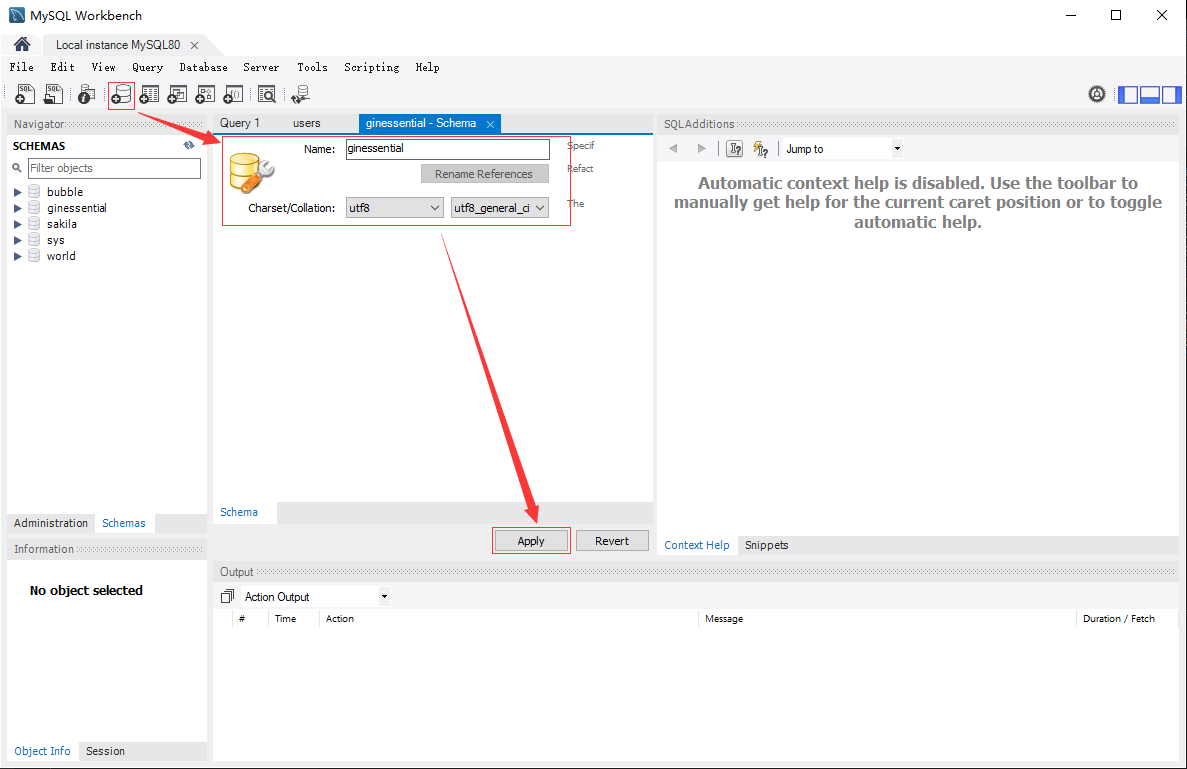 MySQL Workbench
Local instance MySQL80
File Edit View Query Database Server Tools Scripting Help
Navigator
SCHEMAS
Filter objects
bubble
ginessential
sakila
sys
world
Administration Schemas
Information
No object selected
Object Info Session
Query 1 users ginessential - Schema
Name: ginessential Specif
Rename References Refact
Charset/Collation: utf8 utf8_general_ci The
Schema
Apply Revert
SQLAdditions
Jump to
Automatic context help is disabled. Use the toolbar to
manually get help for the current caret position or to toggle
automatic help.
Context Help Snippets
Output
Action Output
# Time Action Message Duration / Fetch